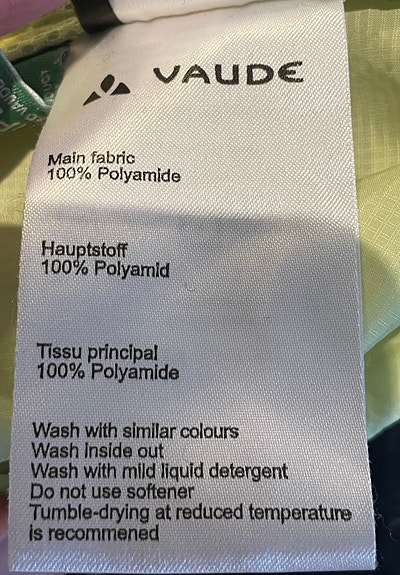 VAUDE
Main fabric
100% Polyamide
Hauptstoff
100% Polyamid
Tissu principal
100% Polyamide
Wash with similar colours
Wash inside out
Wash with mild liquid detergent
Do not use softener
Tumble-drying at reduced temperature
is recommened